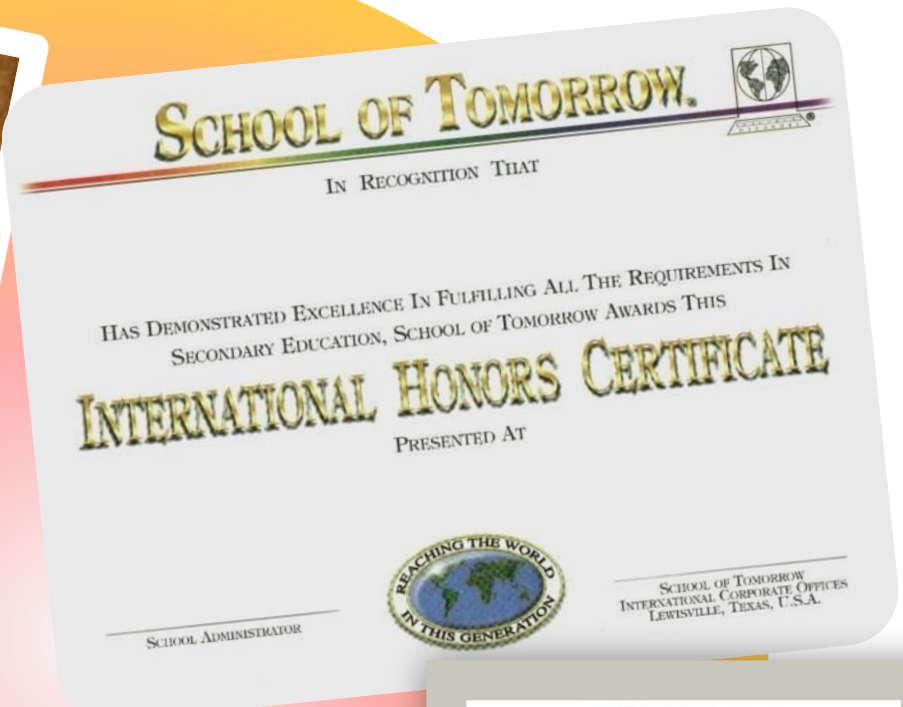 SCHOOL OF TOMORROW®
IN RECOGNITION THAT
HAS DEMONSTRATED EXCELLENCE IN FULFILLING ALL THE REQUIREMENTS IN
SECONDARY EDUCATION, SCHOOL OF TOMORROW AWARDS THIS
INTERNATIONAL HONORS CERTIFICATE
PRESENTED AT
REACHING THE WORLD
IN THIS GENERATION
SCHOOL ADMINISTRATOR
SCHOOL OF TOMORROW
INTERNATIONAL CORPORATE OFFICES
LEWISVILLE, TEXAS, U.S.A.